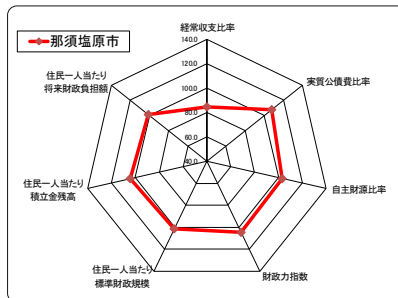 那須塩原市
経常収支比率
140.0
120.0
100.0
80.0
60.0
40.0
実質公債費比率
自主財源比率
財政力指数
住民一人当たり
標準財政規模
住民一人当たり
積立金残高
住民一人当たり
将来財政負担額